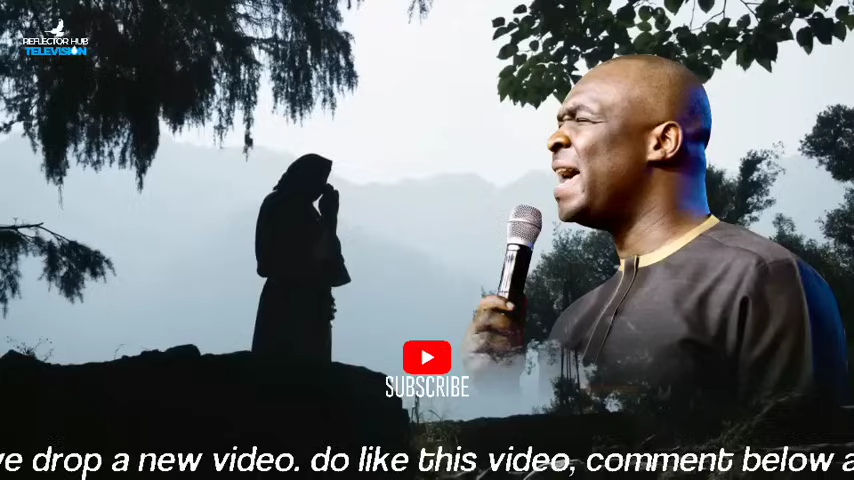 REFLECTOR HUB
TELEVISION
SUBSCRIBE
ve drop a new video. do like this video, comment below a